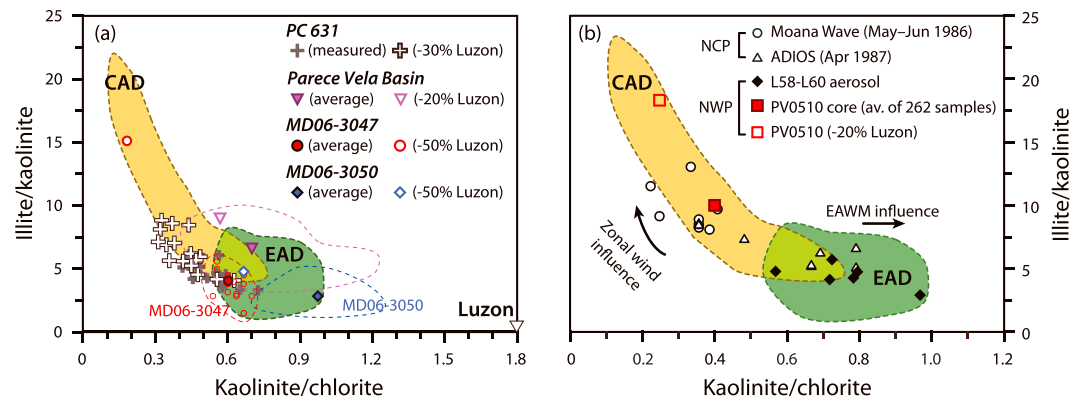 (a)
CAD
EAD
PC 631
(measured) (-30% Luzon)
Parece Vela Basin
(average) (-20% Luzon)
MD06-3047
(average) (-50% Luzon)
MD06-3050
(average) (-50% Luzon)
MD06-3047
MD06-3050
Luzon
25
20
15
10
5
0
Illite/kaolinite
0 0.3 0.6 0.9 1.2 1.5 1.8
Kaolinite/chlorite
(b)
CAD
EAD
NCP
Moana Wave (May–Jun 1986)
ADIOS (Apr 1987)
NWP
L58-L60 aerosol
PV0510 core (av. of 262 samples)
PV0510 (-20% Luzon)
Zonal wind
influence
EAWM influence
25
20
15
10
5
0
Illite/kaolinite
0 0.2 0.4 0.6 0.8 1.0 1.2
Kaolinite/chlorite